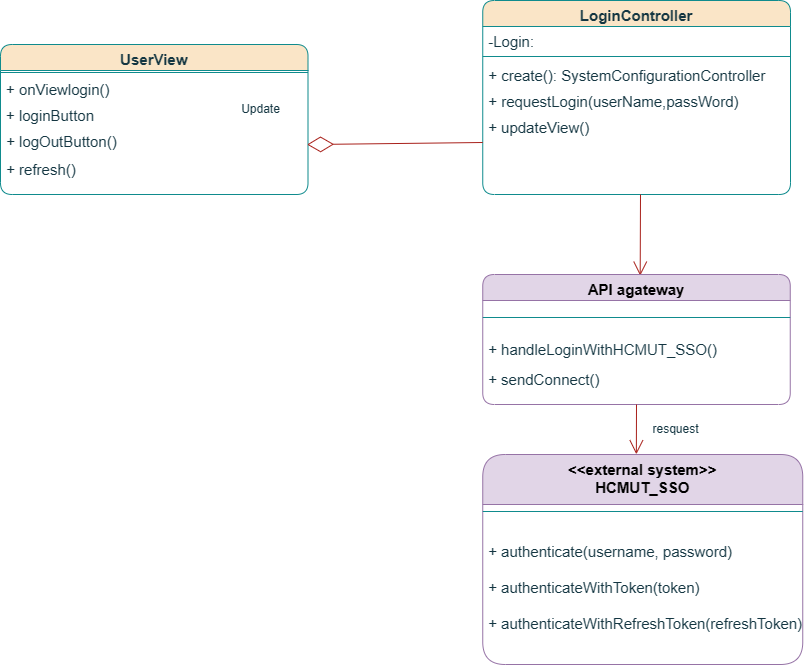 UserView
+ onViewlogin()
+ loginButton
+ logOutButton()
+ refresh()
Update
LoginController
-Login:
+ create(): SystemConfigurationController
+ requestLogin(userName,passWord)
+ updateView()
API agateway
+ handleLoginWithHCMUT_SSO()
+ sendConnect()
resquest
<<external system>>
HCMUT_SSO
+ authenticate(username, password)
+ authenticateWithToken(token)
+ authenticateWithRefreshToken(refreshToken)